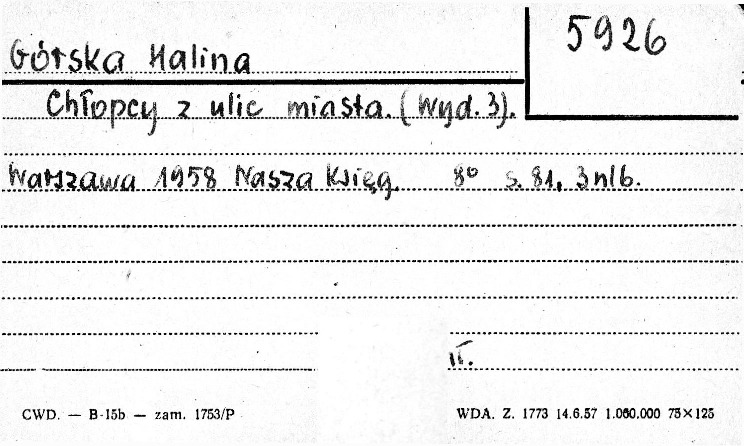 5926
Górska Halina
Chłopcy z ulic miasta. (Wyd. 3).
Warszawa 1958 Nasza Księg. 8° s. 81, 3 nlb.
II.
CWD. — B-15b — zam. 1753/P
WDA. Z. 1773 14.6.57 1.000.000 75×125